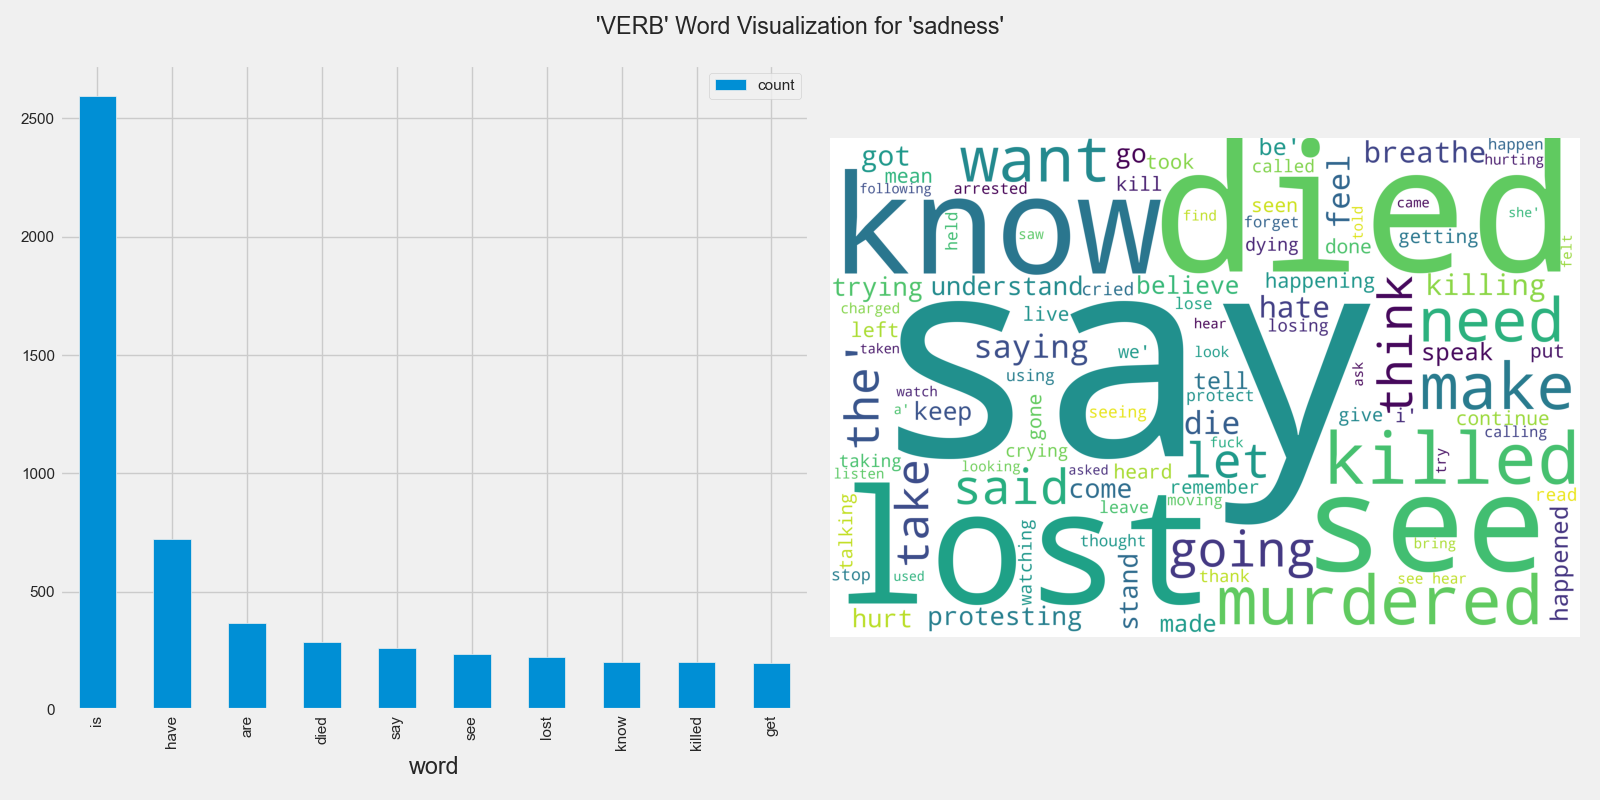 'VERB' Word Visualization for 'sadness'
count
2500
2000
1500
1000
500
0
is
have
are
died
say
see
lost
know
killed
get
word
got
want
go
took
be'
called
breathe
happen
hurting
mean
following
arrested
kill
know
died
held
saw
find
seen
forget
feel
told
came
she'
dying
done
getting
felt
trying
understand
cried
believe
happening
killing
charged
left
live
lose
hate
losing
hear
think
need
taken
saying
say
we'
look
speak
put
the'
watch
using
tell
protect
ask
make
a'
keep
gone
seeing
die
give
i'
continue
calling
fuck
crying
taking
listen
looking
asked
heard
let
killed
try
take
said
come
remember
moving
leave
read
talking
lost
watching
thought
going
see
bring
happened
stop
used
stand
thank
see hear
hurt
protesting
made
murdered